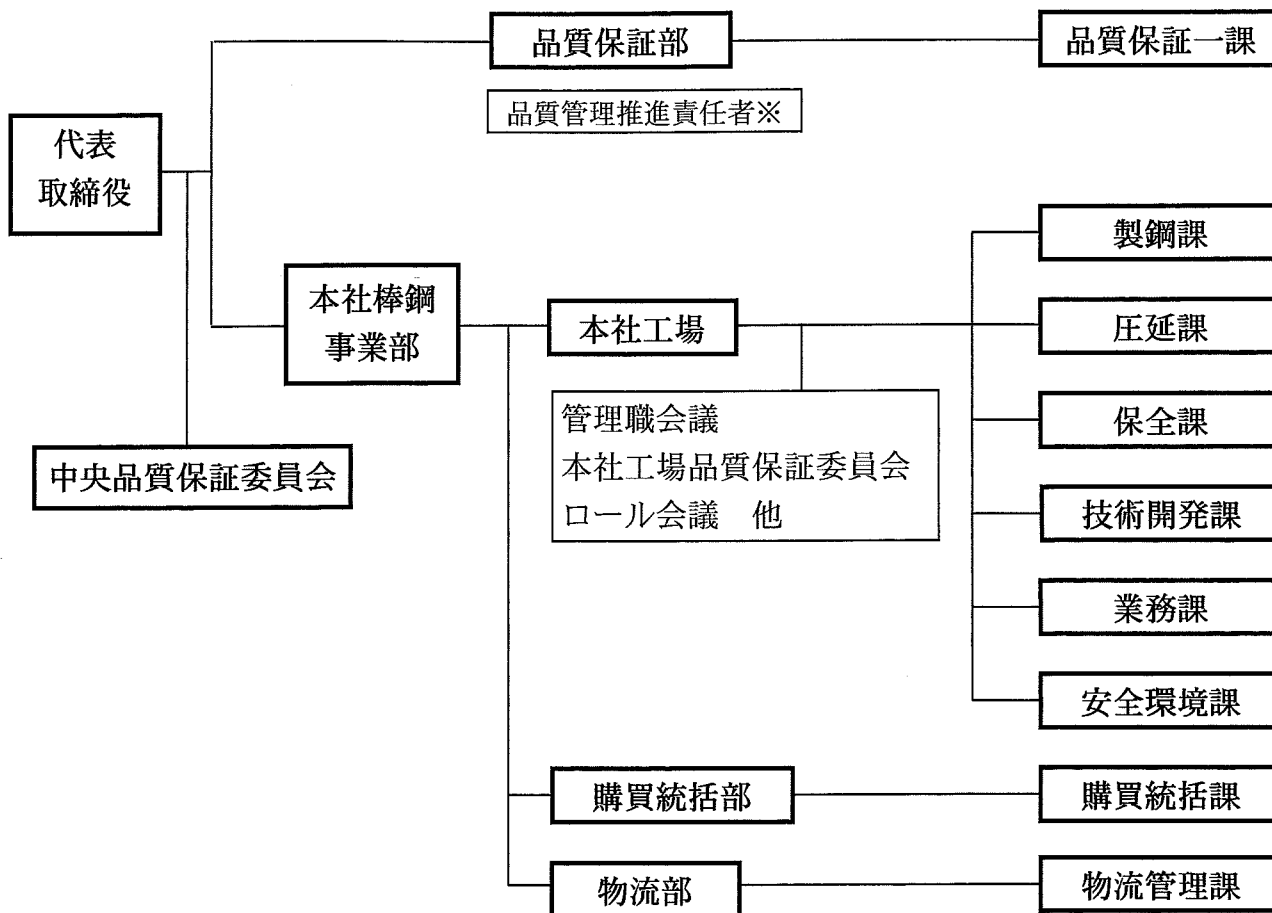 品質保証部
品質保証一課
品質管理推進責任者※
代表
取締役
製鋼課
本社棒鋼
事業部
本社工場
圧延課
管理職会議
本社工場品質保証委員会
ロール会議 他
保全課
中央品質保証委員会
技術開発課
業務課
安全環境課
購買統括部
購買統括課
物流部
物流管理課